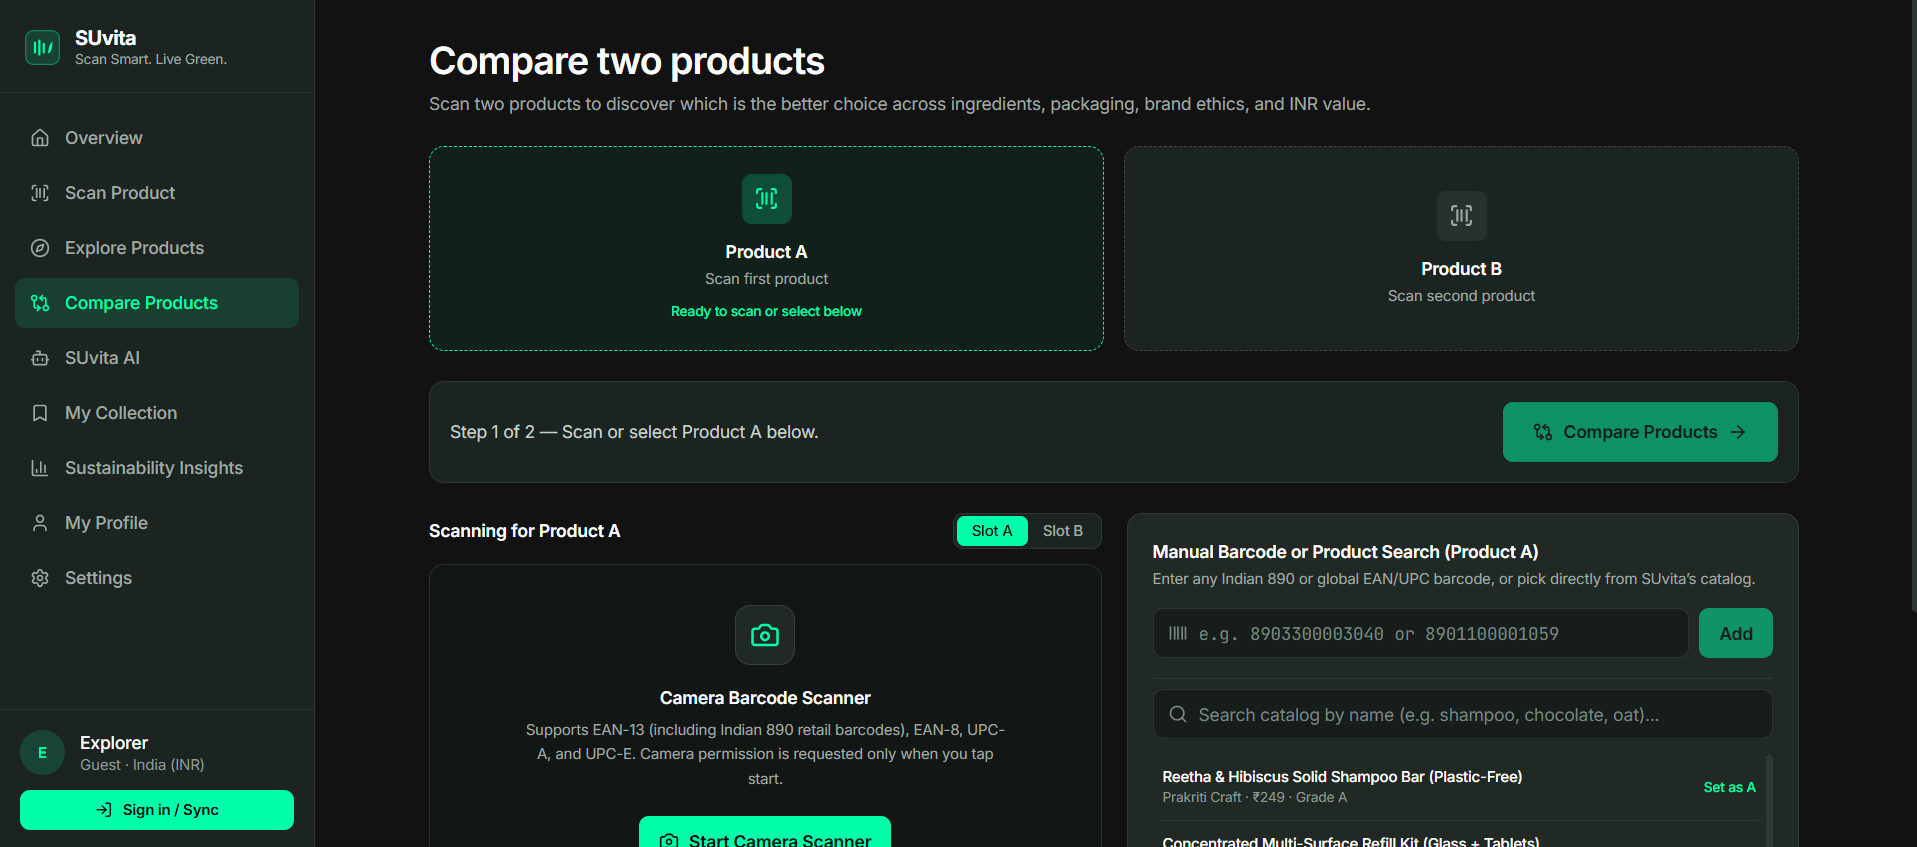 SUvita
Scan Smart. Live Green.
Overview
Scan Product
Explore Products
Compare Products
SUvita AI
My Collection
Sustainability Insights
My Profile
Settings
E
Explorer
Guest · India (INR)
Sign in / Sync
Compare two products
Scan two products to discover which is the better choice across ingredients, packaging, brand ethics, and INR value.
Product A
Scan first product
Ready to scan or select below
Product B
Scan second product
Step 1 of 2 — Scan or select Product A below.
Compare Products
Scanning for Product A
Slot A
Slot B
Camera Barcode Scanner
Supports EAN-13 (including Indian 890 retail barcodes), EAN-8, UPC-
A, and UPC-E. Camera permission is requested only when you tap
start.
Start Camera Scanner
Manual Barcode or Product Search (Product A)
Enter any Indian 890 or global EAN/UPC barcode, or pick directly from SUvita's catalog.
e.g. 8903300003040 or 8901100001059
Add
Search catalog by name (e.g. shampoo, chocolate, oat)...
Reetha & Hibiscus Solid Shampoo Bar (Plastic-Free)
Prakriti Craft · ₹249 · Grade A
Set as A
Concentrated Multi-Surface Refill Kit (Glass + Tablets)